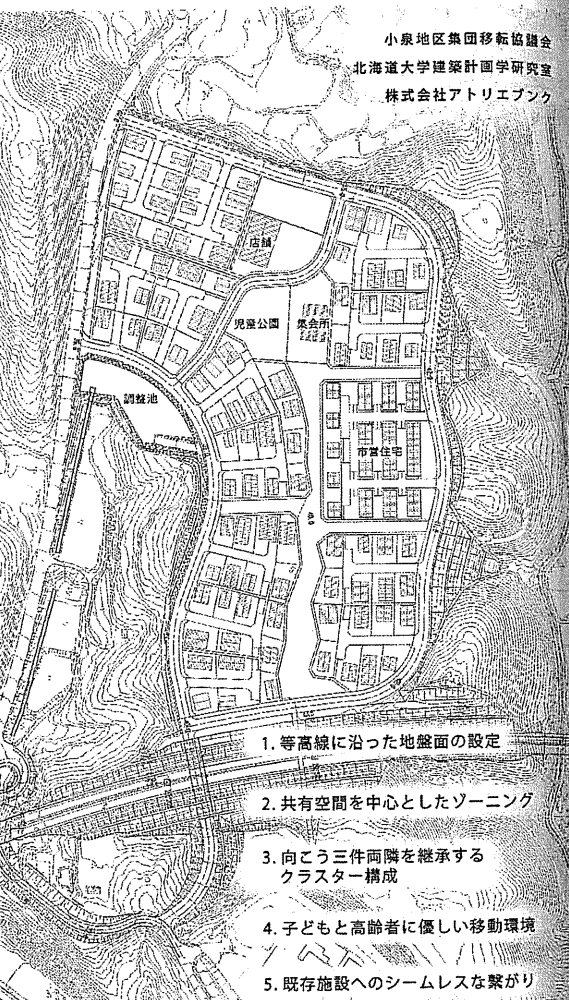 小泉地区集団移転協議会
北海道大学建築計画学研究室
株式会社アトリエブンク
店舗
児童公園
集会所
調整池
市営住宅
1. 等高線に沿った地盤面の設定
2. 共有空間を中心としたゾーニング
3. 向こう三件両隣を継承する
クラスター構成
4. 子どもと高齢者に優しい移動環境
5. 既存施設へのシームレスな繋がり